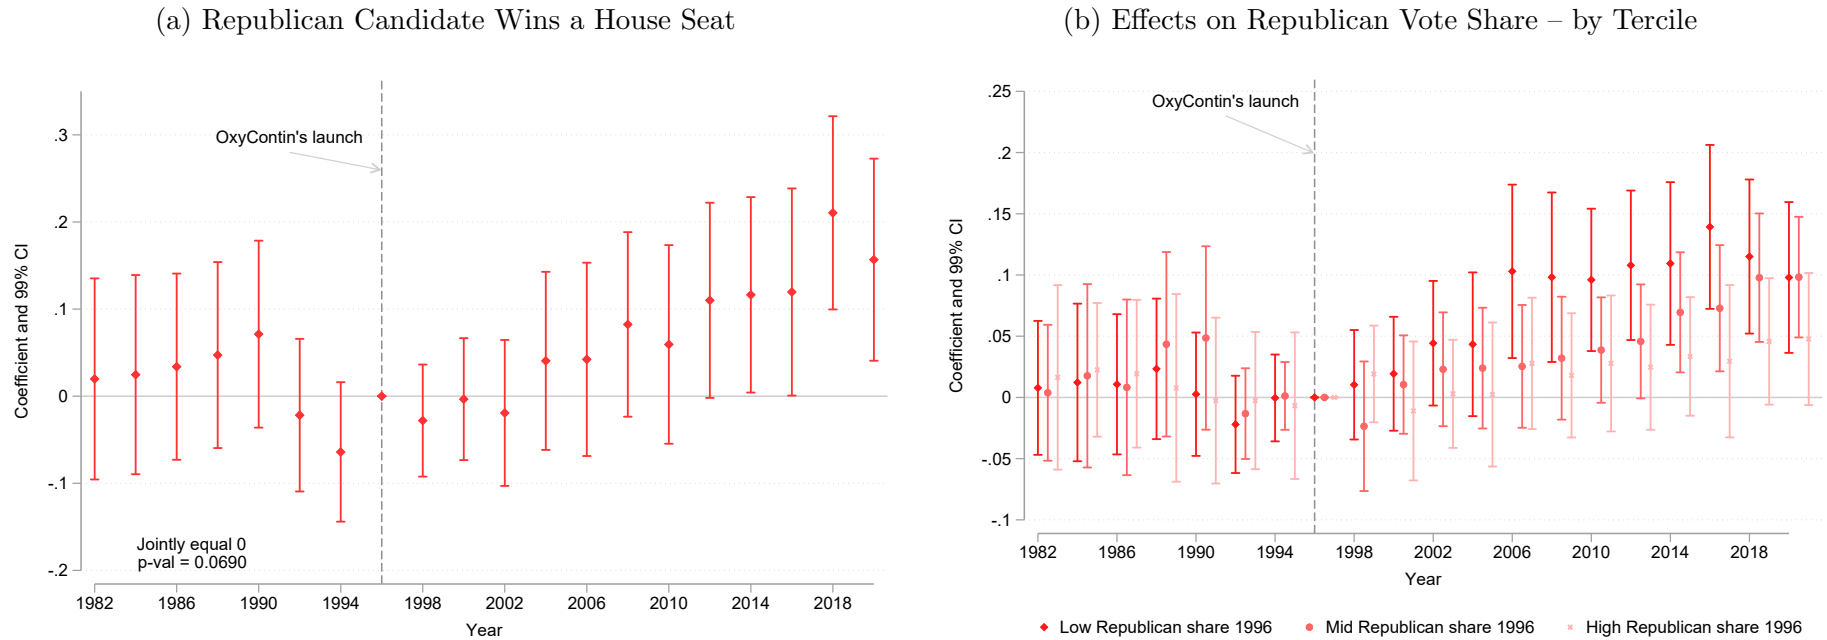 (a) Republican Candidate Wins a House Seat
OxyContin's launch
Coefficient and 99% CI
.3
.2
.1
0
-.1
-.2
Jointly equal 0
p-val = 0.0690
1982 1986 1990 1994 1998 2002 2006 2010 2014 2018
Year
(b) Effects on Republican Vote Share – by Tercile
OxyContin's launch
Coefficient and 99% CI
.25
.2
.15
.1
.05
0
-.05
-.1
1982 1986 1990 1994 1998 2002 2006 2010 2014 2018
Year
Low Republican share 1996 Mid Republican share 1996 High Republican share 1996